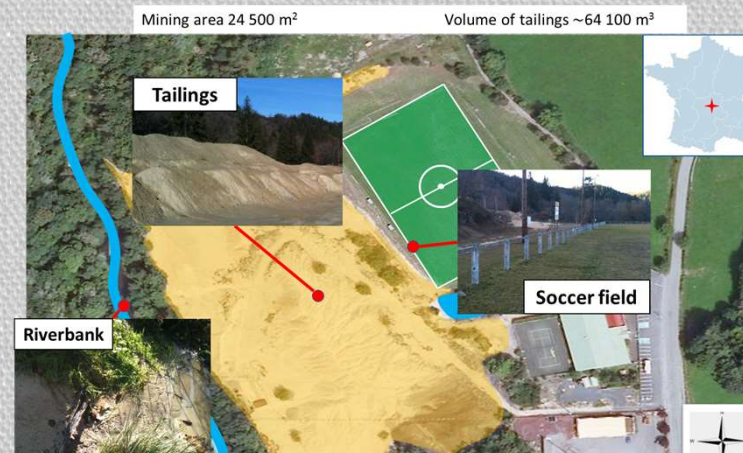 Mining area 24 500 m²
Volume of tailings ~64 100 m³
Tailings
Soccer field
Riverbank